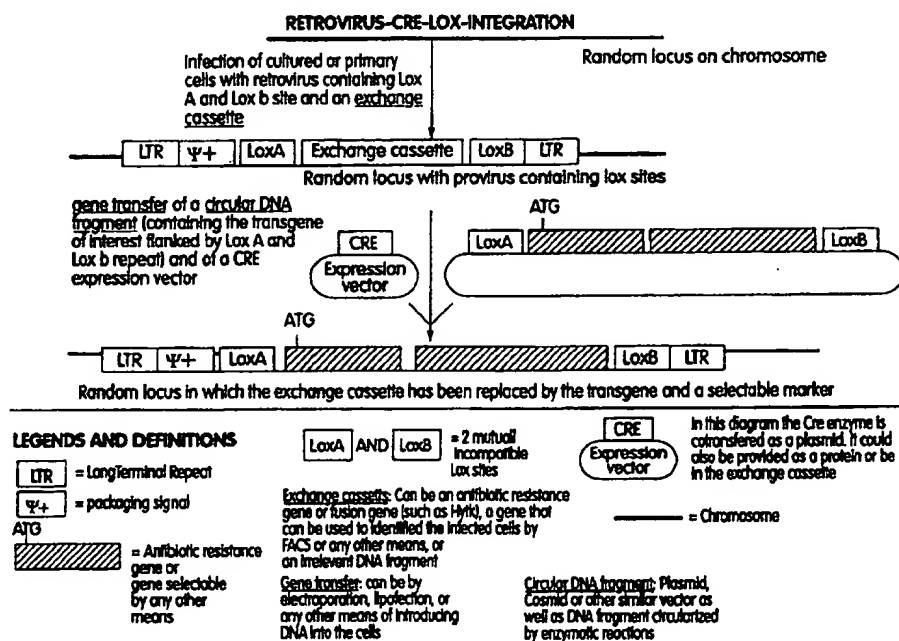 RETROVIRUS-CRE-LOX-INTEGRATION
Infection of cultured or primary
cells with retrovirus containing Lox
A and Lox b site and an exchange
cassette
Random locus on chromosome
LTR Ψ+ LoxA Exchange cassette LoxB LTR
Random locus with provirus containing lox sites
gene transfer of a circular DNA
fragment (containing the transgene
of interest flanked by Lox A and
Lox b repeat) and of a CRE
expression vector
CRE
Expression
vector
ATG
LoxA LoxB
ATG
LTR Ψ+ LoxA LoxB LTR
Random locus in which the exchange cassette has been replaced by the transgene and a selectable marker
LEGENDS AND DEFINITIONS
LTR = LongTerminal Repeat
Ψ+ = packaging signal
ATG
= Antibiotic resistance
gene or
gene selectable
by any other
means
LoxA AND LoxB = 2 mutuall
incompatible
Lox sites
Exchange cassette: Can be an antibiotic resistance
gene or fusion gene (such as Hytk), a gene that
can be used to identified the infected cells by
FACS or any other means, or
an irrelevent DNA fragment
Gene transfer: can be by
electroporation, lipofection, or
any other means of introducing
DNA into the cells
CRE
Expression
vector
In this diagram the Cre enzyme is
cotransfered as a plasmid. It could
also be provided as a protein or be
in the exchange cassette
= Chromosome
Circular DNA fragment: Plasmid,
Cosmid or other similar vector as
well as DNA fragment circularized
by enzymatic reactions